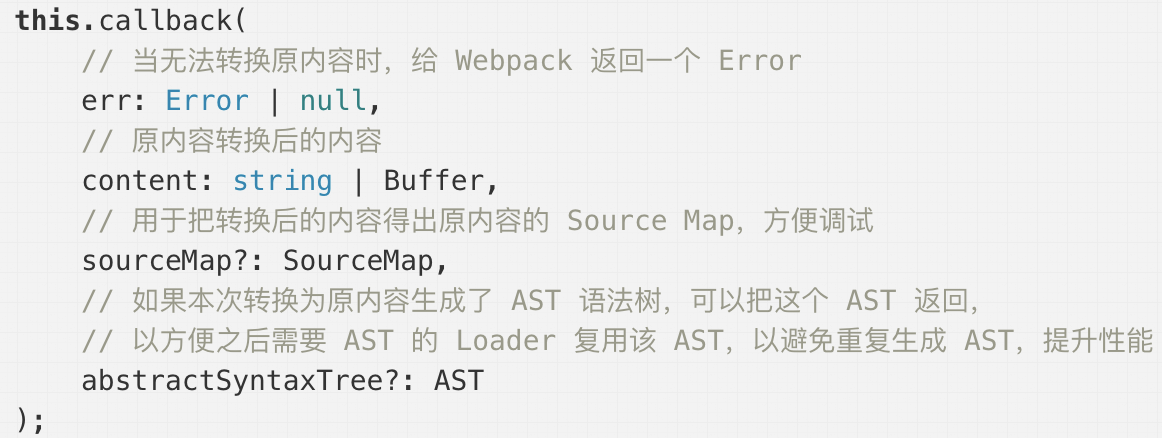 this.callback(
    // 当无法转换原内容时，给 Webpack 返回一个 Error
    err: Error | null,
    // 原内容转换后的内容
    content: string | Buffer,
    // 用于把转换后的内容得出原内容的 Source Map，方便调试
    sourceMap?: SourceMap,
    // 如果本次转换为原内容生成了 AST 语法树，可以把这个 AST 返回，
    // 以方便之后需要 AST 的 Loader 复用该 AST，以避免重复生成 AST，提升性能
    abstractSyntaxTree?: AST
);